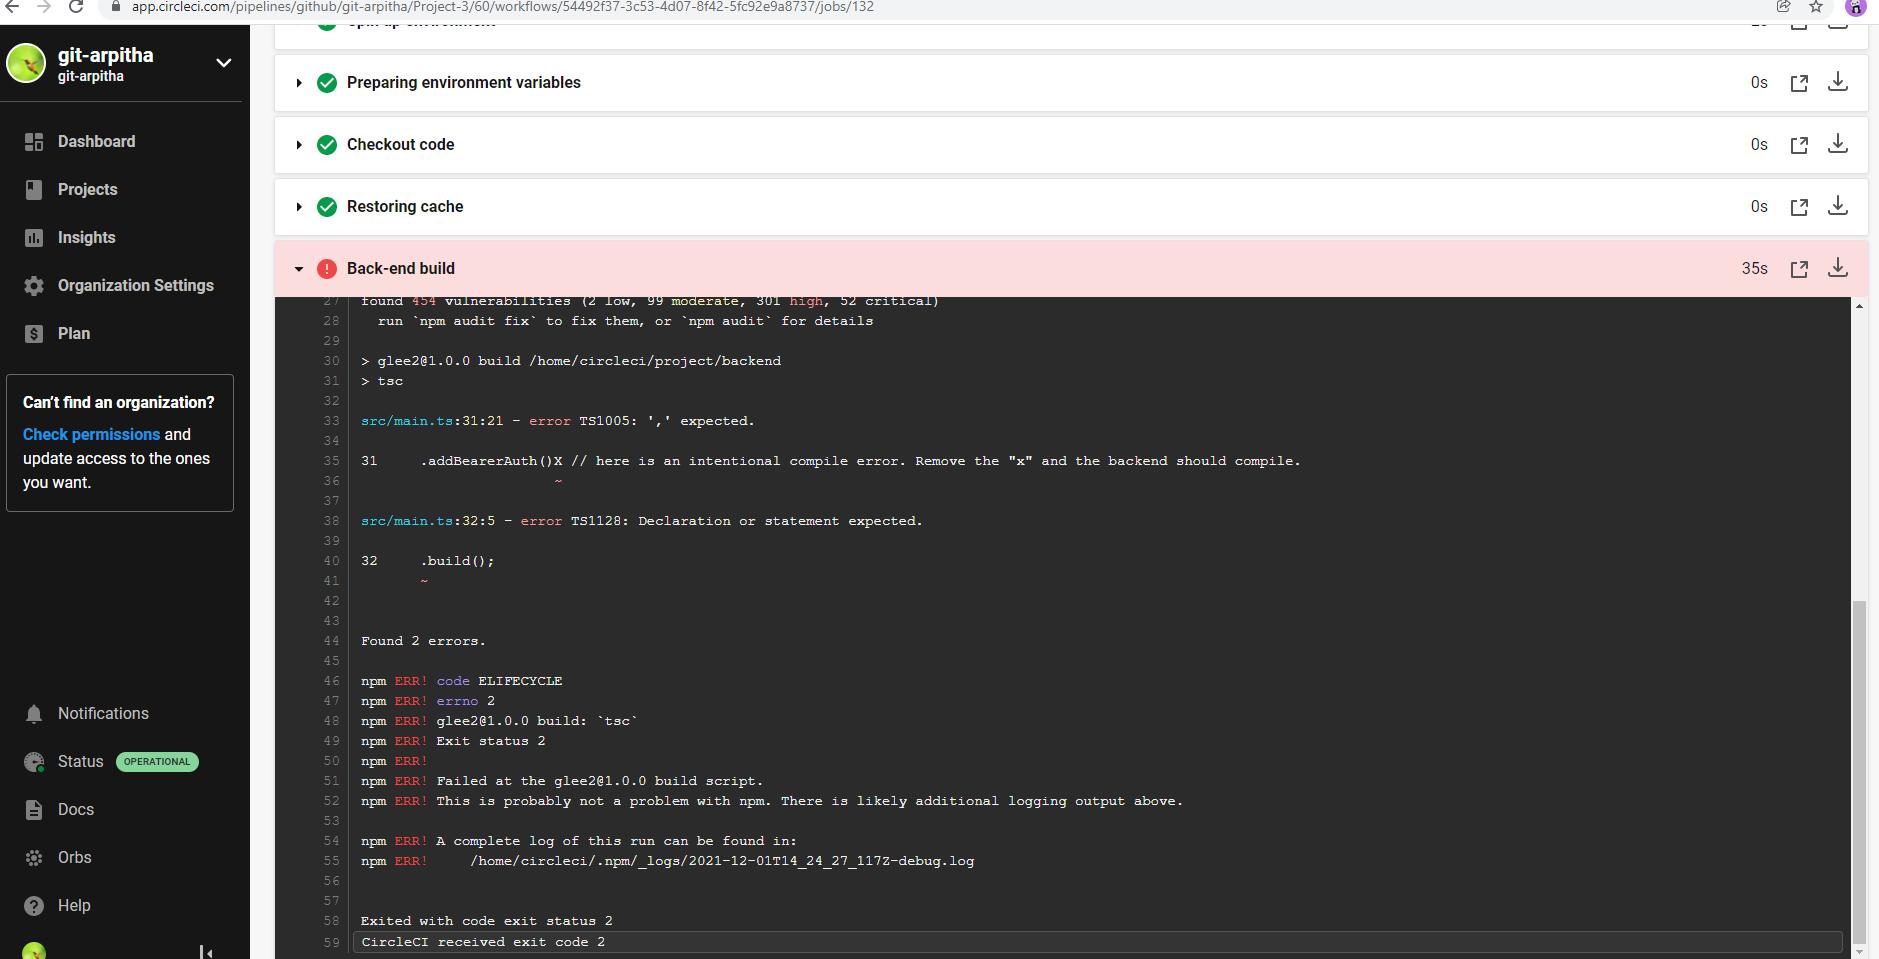 app.circleci.com/pipelines/github/git-arpitha/Project-3/60/workflows/54492f37-3c53-4d07-8f42-5fc92e9a8737/jobs/132
git-arpitha
git-arpitha
Dashboard
Projects
Insights
Organization Settings
$ Plan
Can't find an organization?
Check permissions and
update access to the ones
you want.
Notifications
Status OPERATIONAL
Docs
Orbs
? Help
Spin up environment
Preparing environment variables 0s
Checkout code 0s
Restoring cache 0s
! Back-end build 35s
27 found 454 vulnerabilities (2 low, 99 moderate, 301 high, 52 critical)
28 run `npm audit fix` to fix them, or `npm audit` for details
29
30 > glee2@1.0.0 build /home/circleci/project/backend
31 > tsc
32
33 src/main.ts:31:21 - error TS1005: ',' expected.
34
35 31 .addBearerAuth()X // here is an intentional compile error. Remove the "x" and the backend should compile.
36 ~
37
38 src/main.ts:32:5 - error TS1128: Declaration or statement expected.
39
40 32 .build();
41 ~
42
43
44 Found 2 errors.
45
46 npm ERR! code ELIFECYCLE
47 npm ERR! errno 2
48 npm ERR! glee2@1.0.0 build: `tsc`
49 npm ERR! Exit status 2
50 npm ERR!
51 npm ERR! Failed at the glee2@1.0.0 build script.
52 npm ERR! This is probably not a problem with npm. There is likely additional logging output above.
53
54 npm ERR! A complete log of this run can be found in:
55 npm ERR! /home/circleci/.npm/_logs/2021-12-01T14_24_27_117Z-debug.log
56
57
58 Exited with code exit status 2
59 CircleCI received exit code 2